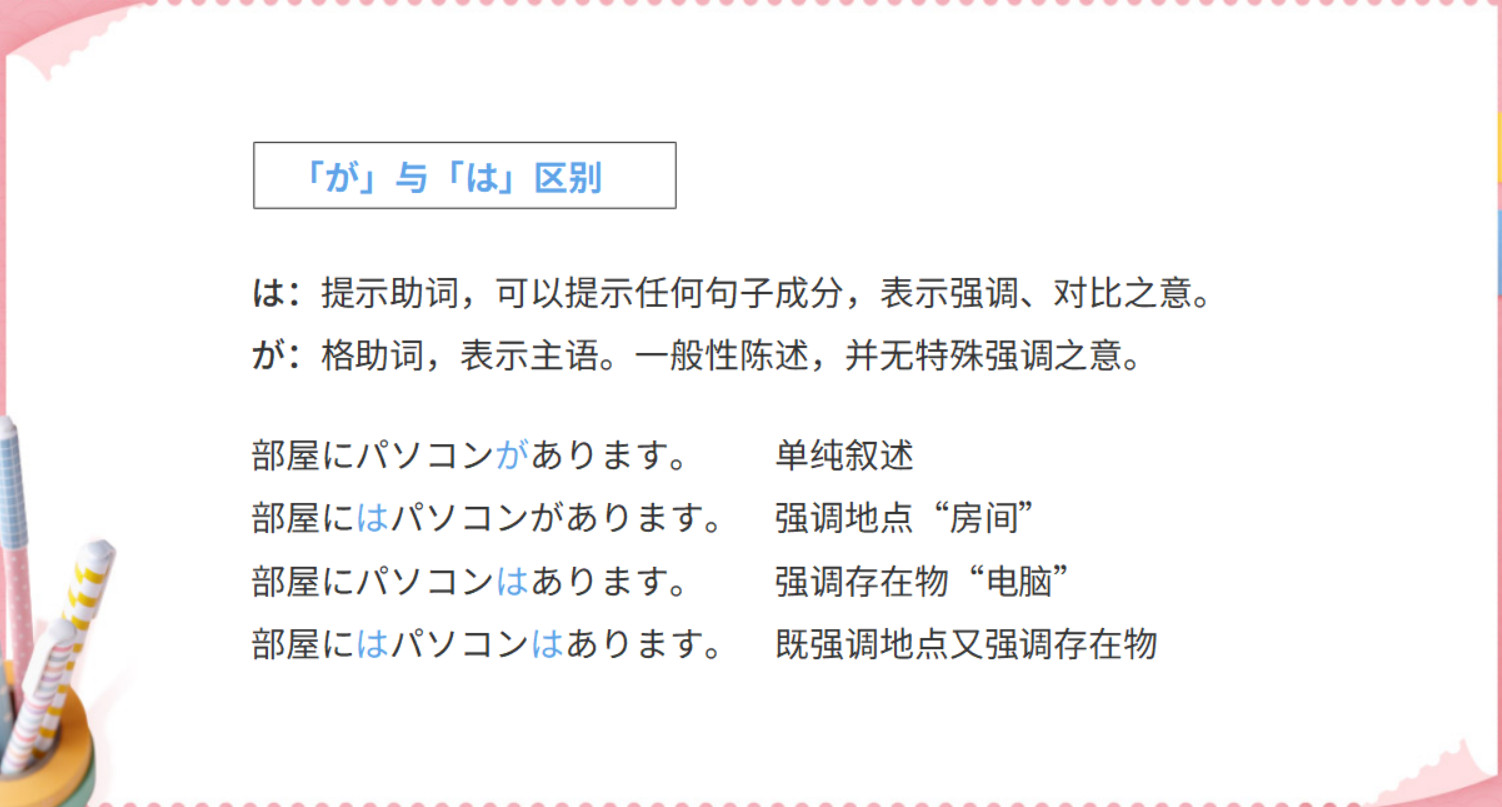 「が」与「は」区别
は：提示助词，可以提示任何句子成分，表示强调、对比之意。
が：格助词，表示主语。一般性陈述，并无特殊强调之意。
部屋にパソコンがあります。 单纯叙述
部屋にはパソコンがあります。 强调地点“房间”
部屋にパソコンはあります。 强调存在物“电脑”
部屋にはパソコンはあります。 既强调地点又强调存在物